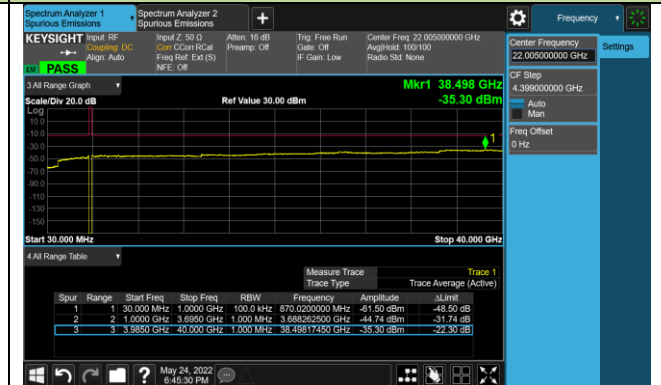 Spectrum Analyzer 1
Spurious Emissions
Spectrum Analyzer 2
Spurious Emissions
Frequency
KEYSIGHT
Input: RF
Coupling: DC
Align: Auto
Input Z: 50 Ω
Corr CCorr RCal
Freq Ref: Ext (S)
NFE: Off
Atten: 16 dB
Preamp: Off
Trig: Free Run
Gate: Off
IF Gain: Low
Center Freq: 22.005000000 GHz
Avg|Hold: 100/100
Radio Std: None
PASS
Center Frequency
22.005000000 GHz
Settings
CF Step
4.399000000 GHz
Auto
Man
Freq Offset
0 Hz
3 All Range Graph
Mkr1 38.498 GHz
Scale/Div 20.0 dB
Ref Value 30.00 dBm
-35.30 dBm
Log
10.0
-10.0
-30.0
-50.0
-70.0
-90.0
-110
-130
-150
1
Start 30.000 MHz
Stop 40.000 GHz
4 All Range Table
Measure Trace Trace 1
Trace Type Trace Average (Active)
Spur Range Start Freq Stop Freq RBW Frequency Amplitude ΔLimit
1 1 30.000 MHz 1.0000 GHz 100.0 kHz 870.0200000 MHz -61.50 dBm -48.50 dB
2 2 1.0000 GHz 3.6950 GHz 1.000 MHz 3.688262500 GHz -44.74 dBm -31.74 dB
3 3 3.9850 GHz 40.000 GHz 1.000 MHz 38.49817450 GHz -35.30 dBm -22.30 dB
?
May 24, 2022
6:45:30 PM